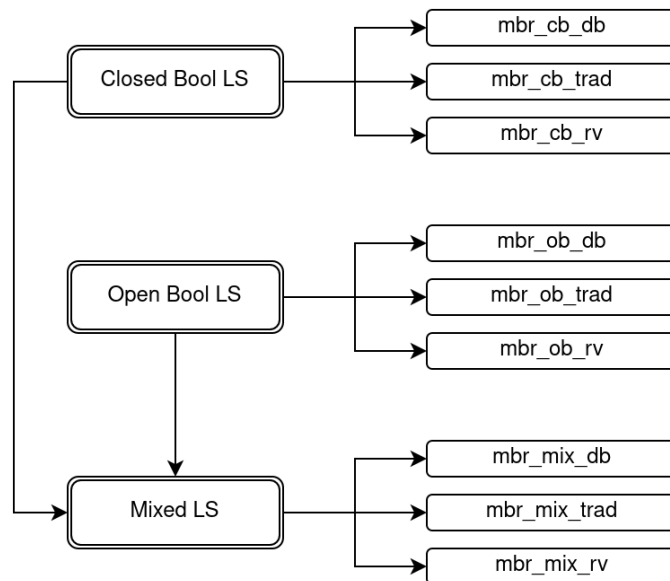 mbr_cb_db
Closed Bool LS
mbr_cb_trad
mbr_cb_rv
mbr_ob_db
Open Bool LS
mbr_ob_trad
mbr_ob_rv
mbr_mix_db
Mixed LS
mbr_mix_trad
mbr_mix_rv